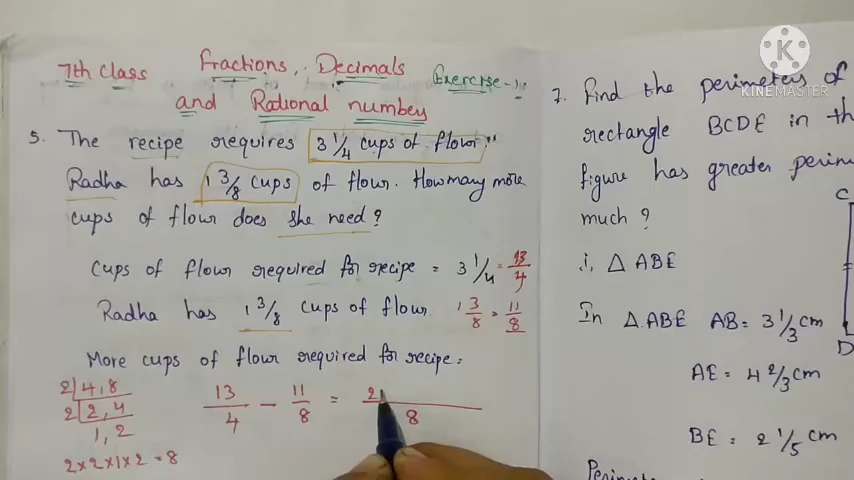 7th class Fractions, Decimals Exercise-1
and Rational numbers
5. The recipe requires 3 1/4 cups of flour.
Radha has 1 3/8 cups of flour. How many more
cups of flour does she need?
Cups of flour required for recipe = 3 1/4 = 13/4
Radha has 1 3/8 cups of flour. 1 3/8 = 11/8
More cups of flour required for recipe =
2 | 4, 8
2 | 2, 4
1, 2
2×2×1×2 = 8
13/4 - 11/8 = 2 /8
7. Find the perimeters of
rectangle BCDE in th
figure has greater perim
much?
i, △ ABE
In △ ABE AB = 3 1/3 cm
AE = 4 2/3 cm
BE = 2 1/5 cm
C
D
K
KINEMASTER